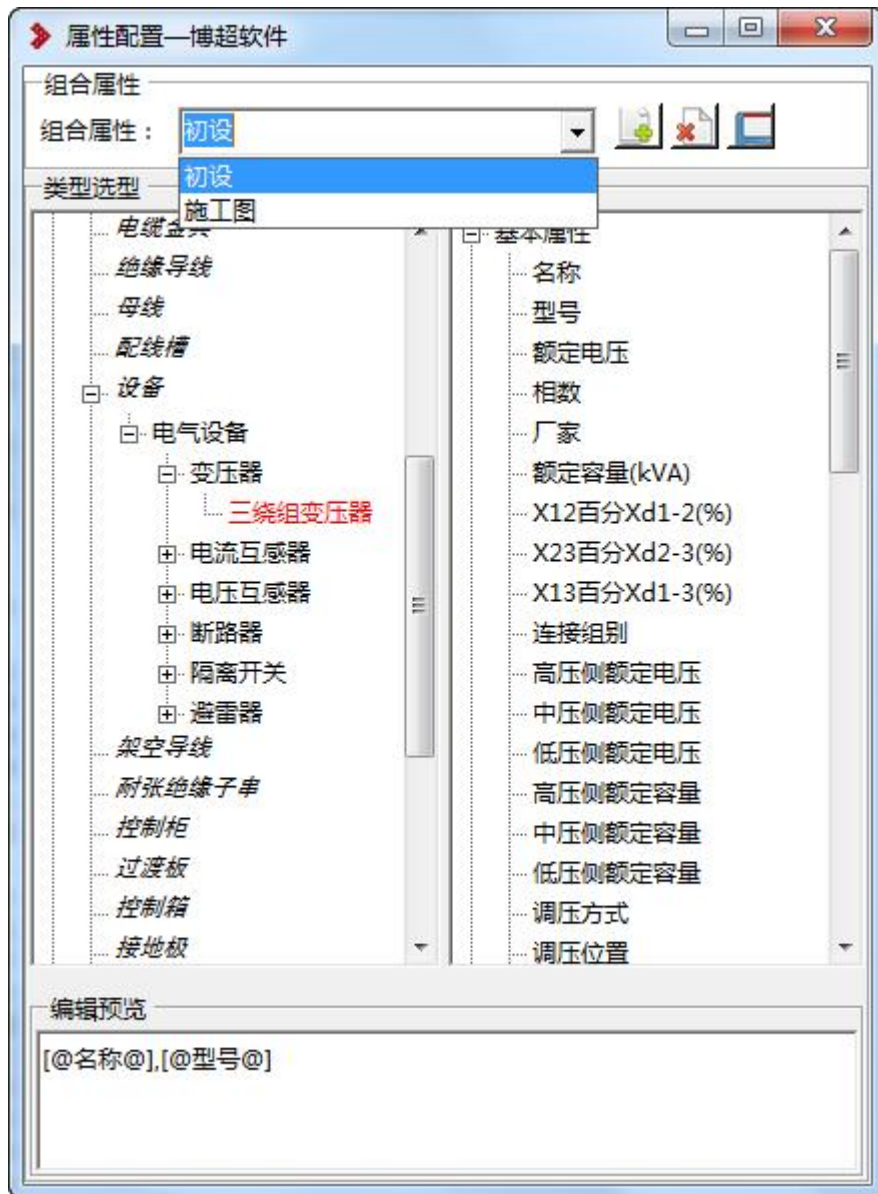 属性配置—博超软件
组合属性
组合属性：
初设
初设
施工图
类型选型
电缆金具
绝缘导线
母线
配线槽
设备
电气设备
变压器
三绕组变压器
电流互感器
电压互感器
断路器
隔离开关
避雷器
架空导线
耐张绝缘子串
控制柜
过渡板
控制箱
接地极
基本属性
名称
型号
额定电压
相数
厂家
额定容量(kVA)
X12百分Xd1-2(%)
X23百分Xd2-3(%)
X13百分Xd1-3(%)
连接组别
高压侧额定电压
中压侧额定电压
低压侧额定电压
高压侧额定容量
中压侧额定容量
低压侧额定容量
调压方式
调压位置
编辑预览
[@名称@],[@型号@]